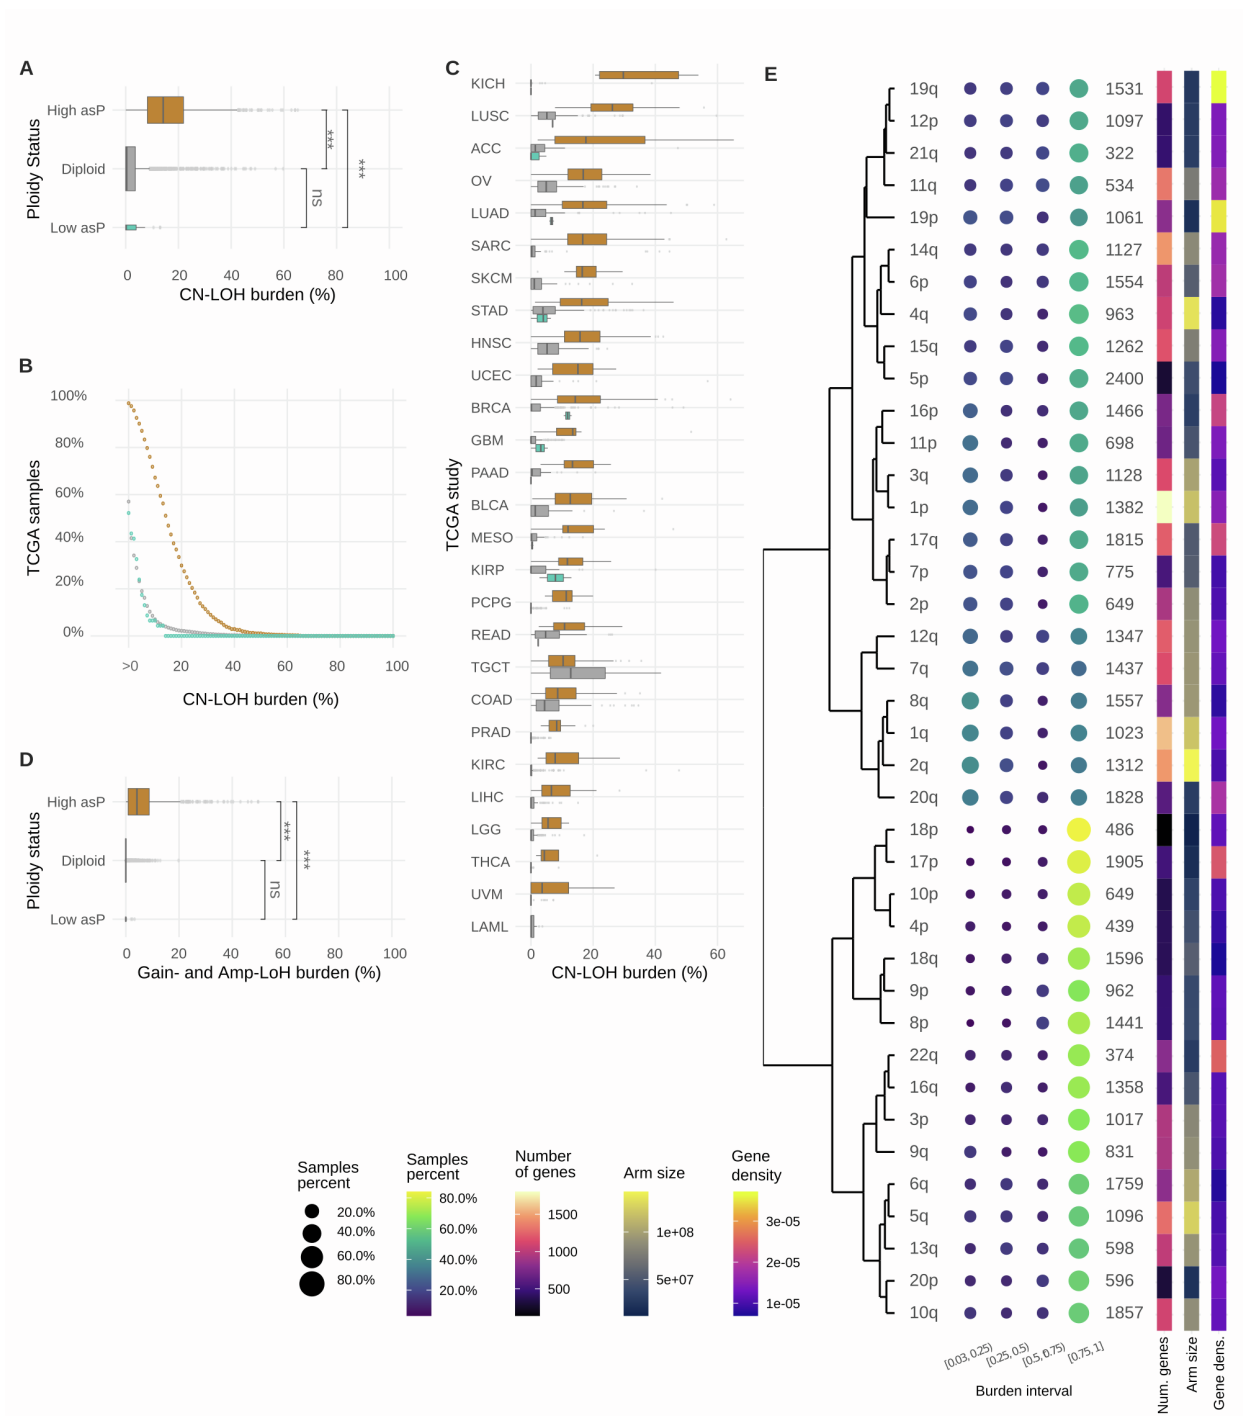 A
Ploidy Status
High asP
Diploid
Low asP
***
***
ns
0 20 40 60 80 100
CN-LOH burden (%)
B
TCGA samples
100%
80%
60%
40%
20%
0%
>0 20 40 60 80 100
CN-LOH burden (%)
D
Ploidy status
High asP
Diploid
Low asP
***
***
ns
0 20 40 60 80 100
Gain- and Amp-LoH burden (%)
C
TCGA study
KICH
LUSC
ACC
OV
LUAD
SARC
SKCM
STAD
HNSC
UCEC
BRCA
GBM
PAAD
BLCA
MESO
KIRP
PCPG
READ
TGCT
COAD
PRAD
KIRC
LIHC
LGG
THCA
UVM
LAML
0 20 40 60
CN-LOH burden (%)
E
19q 1531
12p 1097
21q 322
11q 534
19p 1061
14q 1127
6p 1554
4q 963
15q 1262
5p 2400
16p 1466
11p 698
3q 1128
1p 1382
17q 1815
7p 775
2p 649
12q 1347
7q 1437
8q 1557
1q 1023
2q 1312
20q 1828
18p 486
17p 1905
10p 649
4p 439
18q 1596
9p 962
8p 1441
22q 374
16q 1358
3p 1017
9q 831
6q 1759
5q 1096
13q 598
20p 596
10q 1857
[0.03, 0.25) [0.25, 0.5) [0.5, 0.75) [0.75, 1]
Burden interval
Num. genes
Arm size
Gene dens.
Samples
percent
20.0%
40.0%
60.0%
80.0%
Samples
percent
80.0%
60.0%
40.0%
20.0%
Number
of genes
1500
1000
500
Arm size
1e+08
5e+07
Gene
density
3e-05
2e-05
1e-05